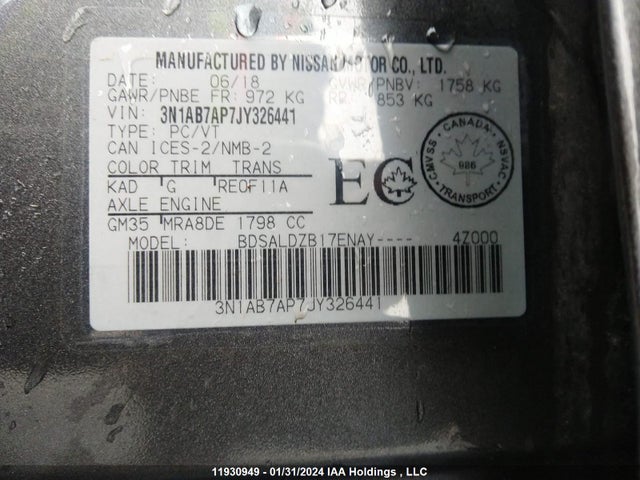 MANUFACTURED BY NISSAN MOTOR CO., LTD.
DATE: 06/18 GVWR/PNBV: 1758 KG
GAWR/PNBE FR: 972 KG RR: 853 KG
VIN: 3N1AB7AP7JY326441
TYPE: PC/VT
CAN ICES-2/NMB-2
COLOR TRIM TRANS
KAD G RE0F11A
AXLE ENGINE
GM35 MRA8DE 1798 CC
EC
CANADA
CMVSS 986 NSVAC
TRANSPORT
MODEL: BDSALDZB17ENAY---- 4Z000
3N1AB7AP7JY326441
11930949 - 01/31/2024 IAA Holdings , LLC